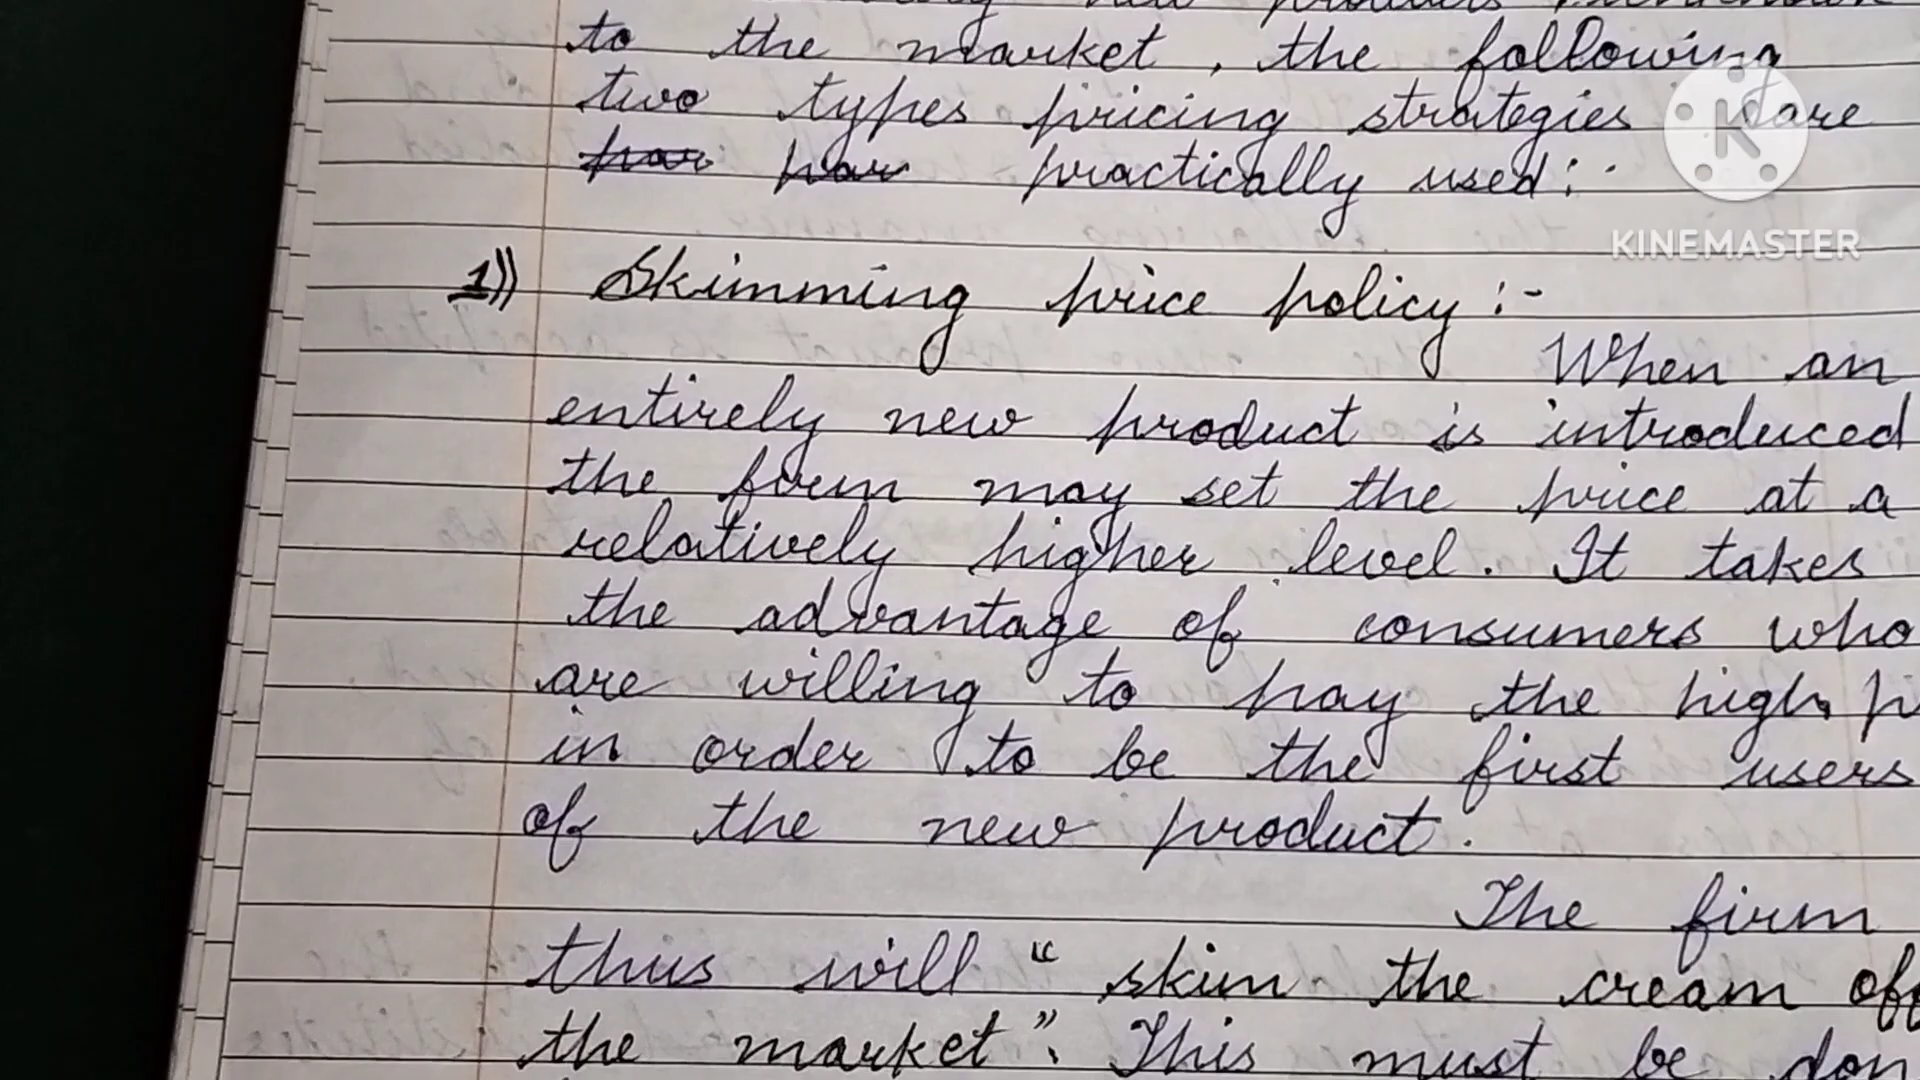 new products
to the market, the following
two types pricing strategies are
practically used :-
K
KINEMASTER
1)) Skimming price policy :-
When an
entirely new product is introduced
the firm may set the price at a
relatively higher level. It takes
the advantage of consumers who
are willing to pay the high
in order to be the first users
of the new product.
The firm
thus will " skim the cream off
the market". This must be